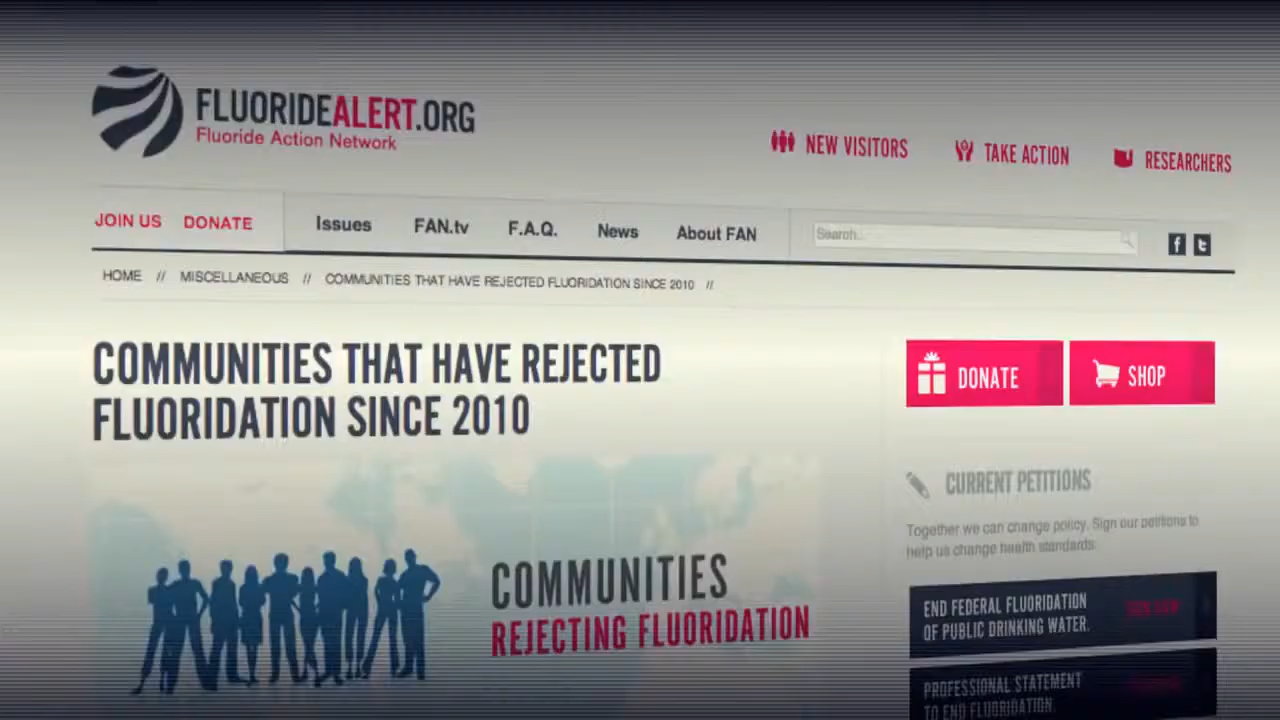 FLUORIDEALERT.ORG
Fluoride Action Network
NEW VISITORS
TAKE ACTION
RESEARCHERS
JOIN US
DONATE
Issues
FAN.tv
F.A.Q.
News
About FAN
Search...
f
t
HOME // MISCELLANEOUS // COMMUNITIES THAT HAVE REJECTED FLUORIDATION SINCE 2010 //
COMMUNITIES THAT HAVE REJECTED
FLUORIDATION SINCE 2010
DONATE
SHOP
CURRENT PETITIONS
Together we can change policy. Sign our petitions to
help us change health standards.
COMMUNITIES
REJECTING FLUORIDATION
END FEDERAL FLUORIDATION
OF PUBLIC DRINKING WATER.
PROFESSIONAL STATEMENT
TO END FLUORIDATION.